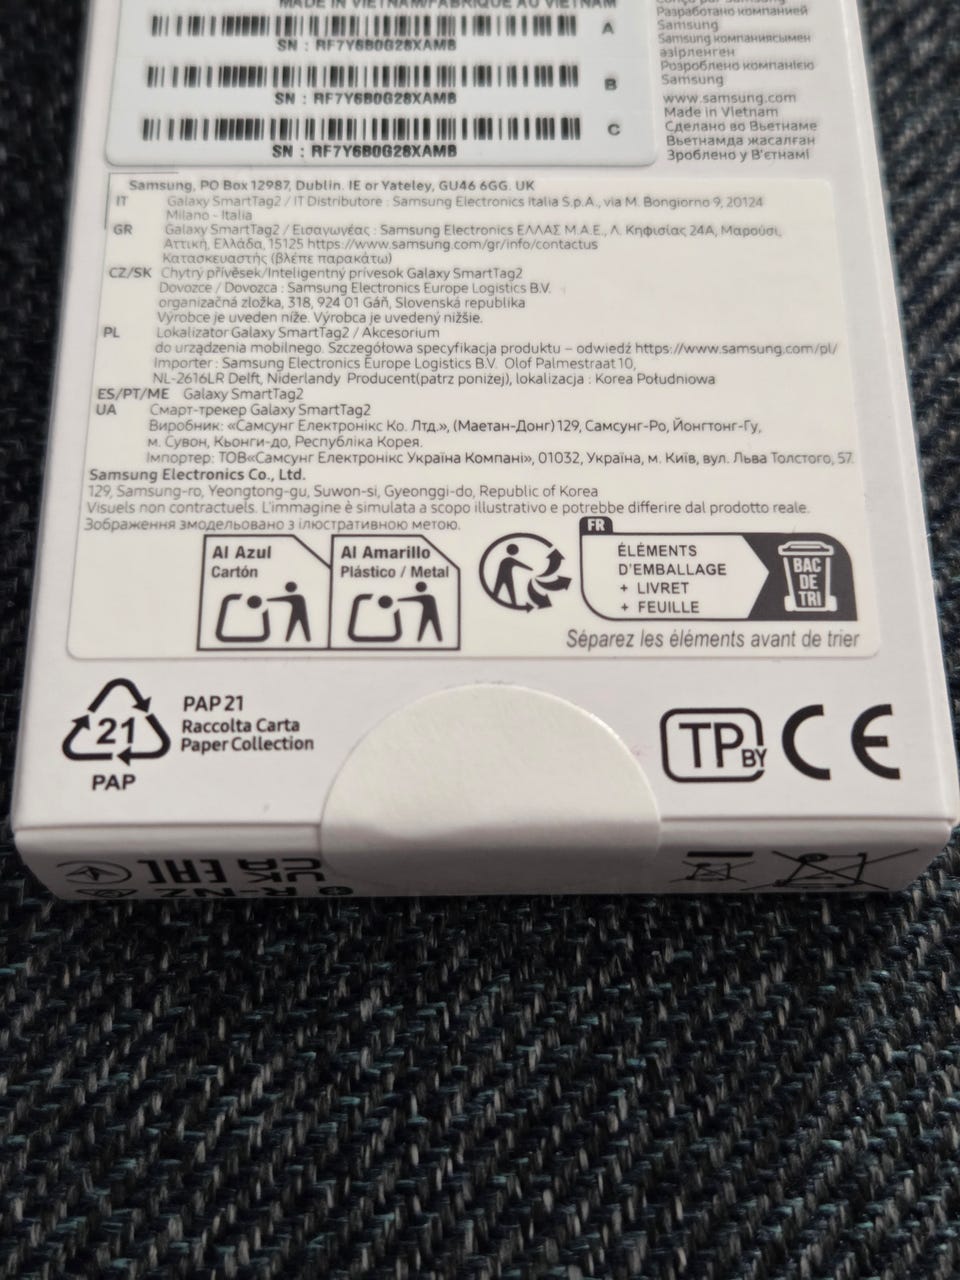 MADE IN VIETNAM/FABRIQUÉ AU VIETNAM
A
SN : RF7Y6B0G28XAMB
B
SN : RF7Y6B0G28XAMB
C
SN : RF7Y6B0G28XAMB
Разработано компанией
Samsung
Samsung компаниясымен
әзірленген
Розроблено компанією
Samsung
www.samsung.com
Made in Vietnam
Сделано во Вьетнаме
Вьетнамда жасалған
Зроблено у В'єтнамі
Samsung, PO Box 12987, Dublin. IE or Yateley, GU46 6GG. UK
IT Galaxy SmartTag2 / IT Distributore : Samsung Electronics Italia S.p.A., via M. Bongiorno 9, 20124
Milano - Italia
GR Galaxy SmartTag2 / Εισαγωγέας : Samsung Electronics ΕΛΛΑΣ Μ.Α.Ε., Λ. Κηφισίας 24Α, Μαρούσι,
Αττική, Ελλάδα, 15125 https://www.samsung.com/gr/info/contactus
Κατασκευαστής (βλέπε παρακάτω)
CZ/SK Chytrý přívěsek/Inteligentný prívesok Galaxy SmartTag2
Dovozce / Dovozca : Samsung Electronics Europe Logistics B.V.
organizačná zložka, 318, 924 01 Gáň, Slovenská republika
Výrobce je uveden níže. Výrobca je uvedený nižšie.
PL Lokalizator Galaxy SmartTag2 / Akcesorium
do urządzenia mobilnego. Szczegółowa specyfikacja produktu – odwiedź https://www.samsung.com/pl/
Importer : Samsung Electronics Europe Logistics B.V. Olof Palmestraat 10,
NL-2616LR Delft, Niderlandy Producent(patrz poniżej), lokalizacja : Korea Południowa
ES/PT/ME Galaxy SmartTag2
UA Смарт-трекер Galaxy SmartTag2
Виробник: «Самсунг Електронікс Ко. Лтд.», (Маетан-Донг) 129, Самсунг-Ро, Йонгтонг-Гу,
м. Сувон, Кьонги-до, Республіка Корея.
Імпортер: ТОВ«Самсунг Електронікс Україна Компані», 01032, Україна, м. Київ, вул. Льва Толстого, 57
Samsung Electronics Co., Ltd.
129, Samsung-ro, Yeongtong-gu, Suwon-si, Gyeonggi-do, Republic of Korea
Visuels non contractuels. L'immagine è simulata a scopo illustrativo e potrebbe differire dal prodotto reale.
Зображення змодельовано з ілюстративною метою.
Al Azul
Cartón
Al Amarillo
Plástico / Metal
FR
ÉLÉMENTS
D'EMBALLAGE
+ LIVRET
+ FEUILLE
BAC
DE
TRI
Séparez les éléments avant de trier
21
PAP
PAP 21
Raccolta Carta
Paper Collection
TP BY
CE
EAC
UK
CA
R-NZ